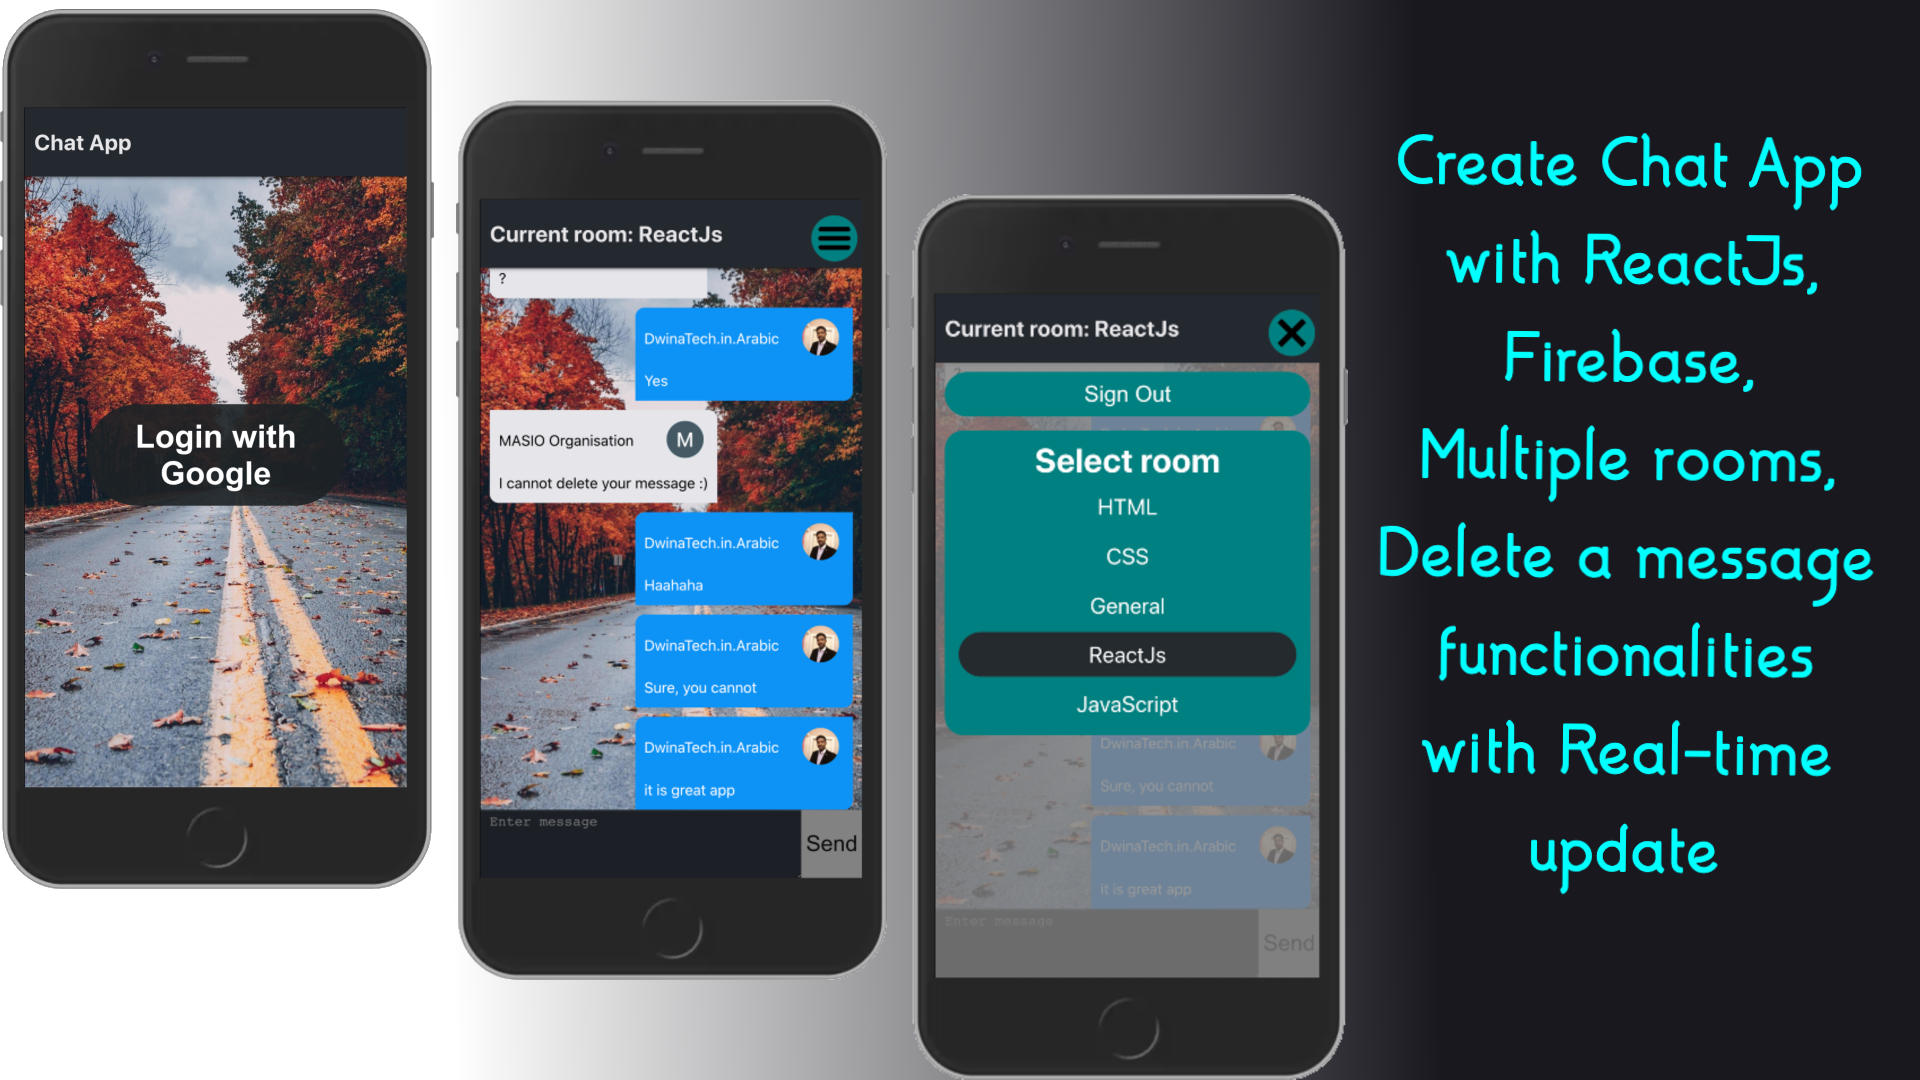 Chat App
Login with
Google
Current room: ReactJs
?
DwinaTech.in.Arabic
Yes
MASIO Organisation
M
I cannot delete your message :)
DwinaTech.in.Arabic
Haahaha
DwinaTech.in.Arabic
Sure, you cannot
DwinaTech.in.Arabic
it is great app
Enter message
Send
Current room: ReactJs
Sign Out
Select room
HTML
CSS
General
ReactJs
JavaScript
DwinaTech.in.Arabic
Sure, you cannot
DwinaTech.in.Arabic
it is great app
Enter message
Send
Create Chat App
with ReactJs,
Firebase,
Multiple rooms,
Delete a message
functionalities
with Real-time
update